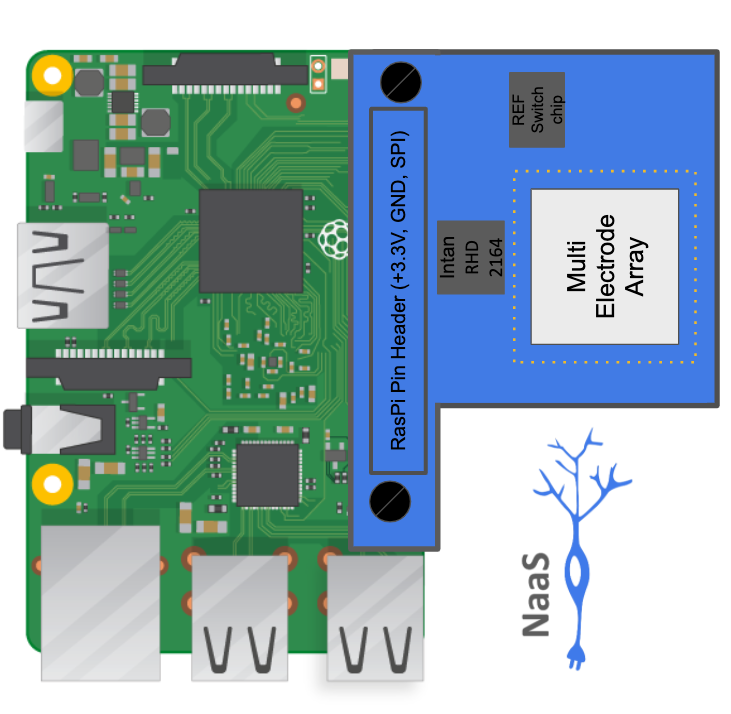 REF
Switch
chip
RasPi Pin Header (+3.3V, GND, SPI)
Intan
RHD
2164
Multi
Electrode
Array
NaaS